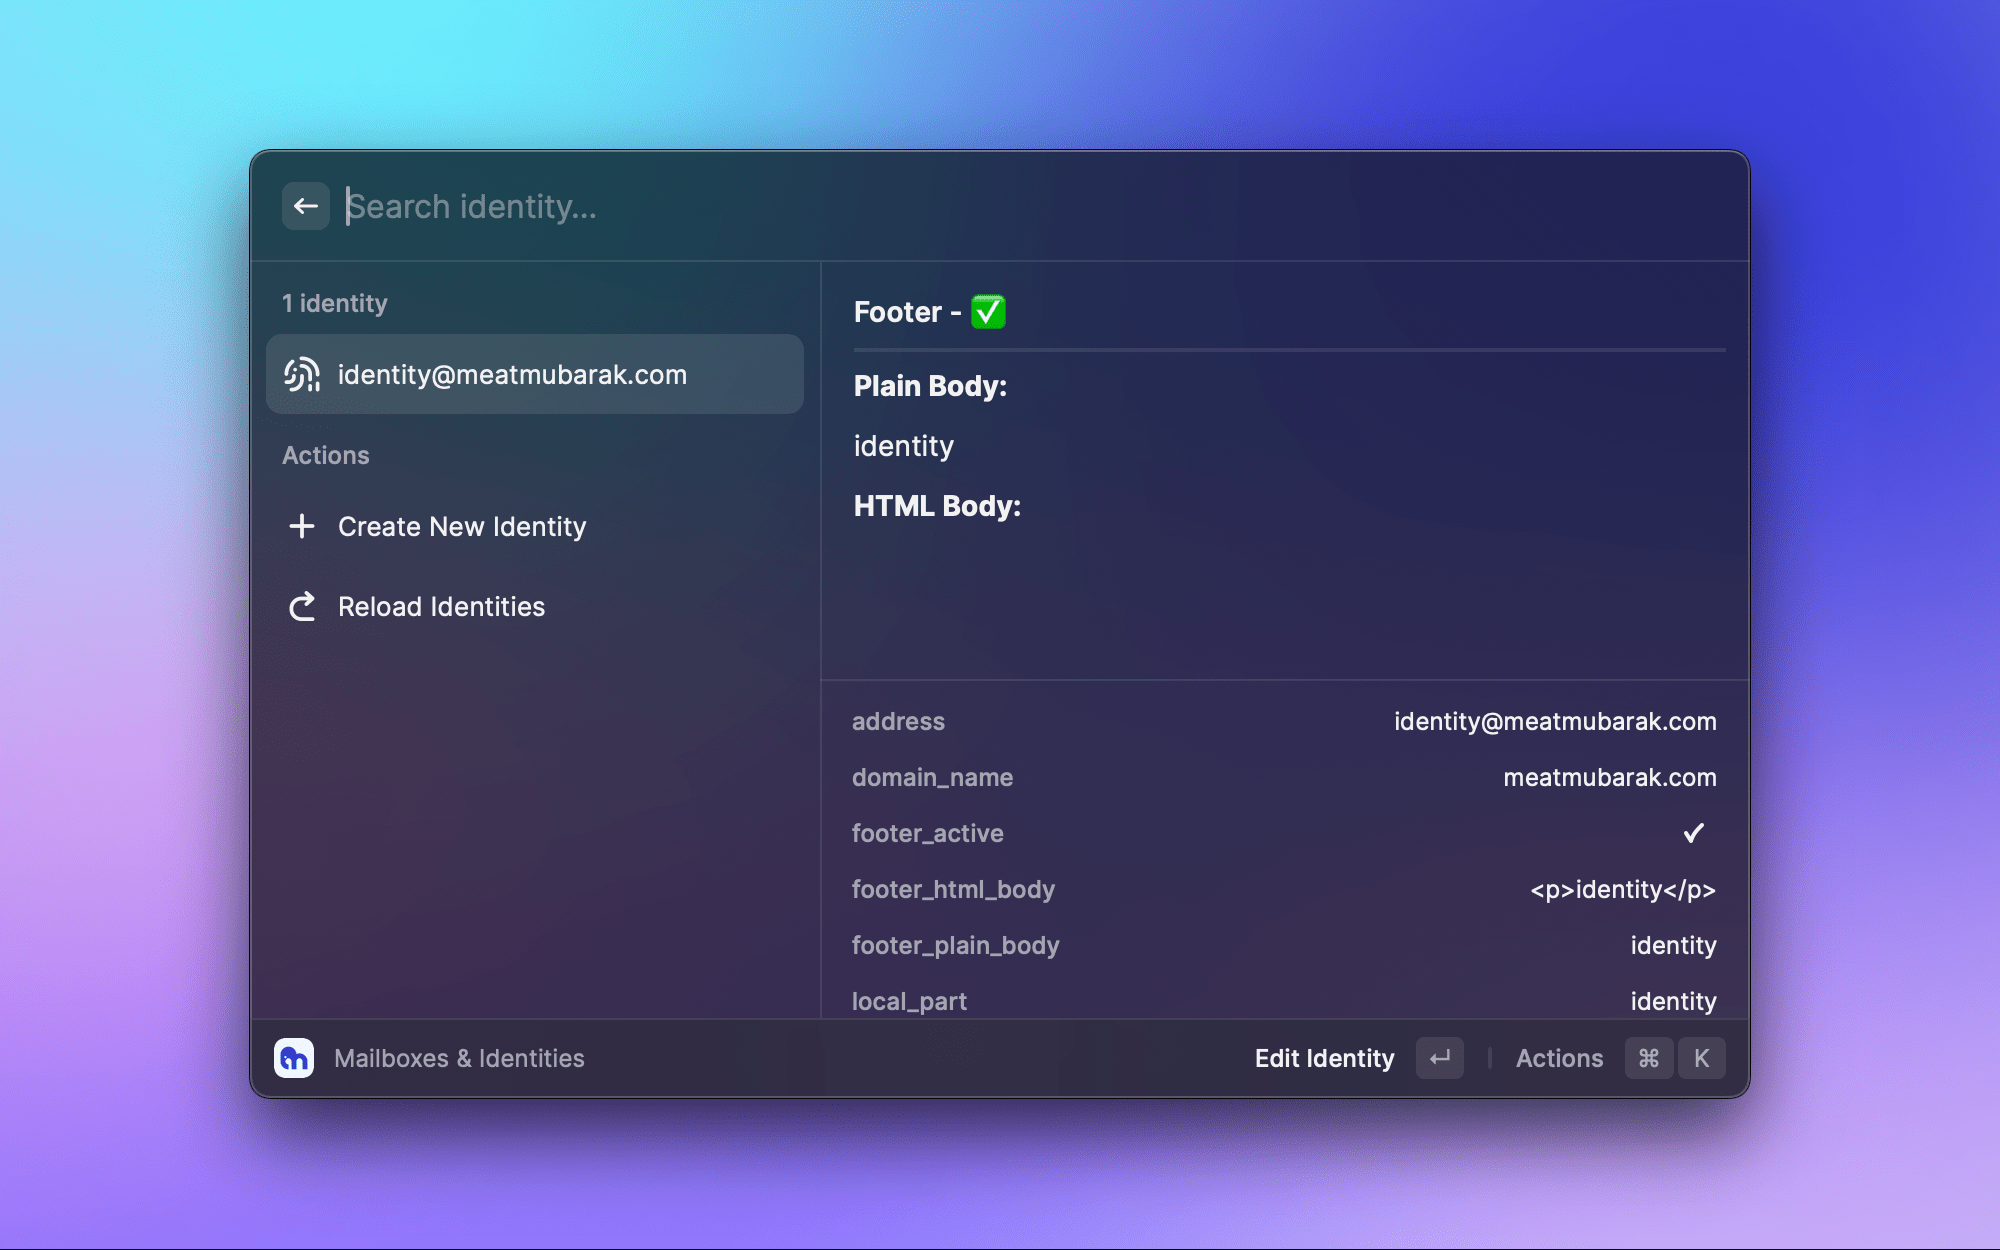 Search identity...
1 identity
identity@meatmubarak.com
Actions
Create New Identity
Reload Identities
Footer - ✅
Plain Body:
identity
HTML Body:
address identity@meatmubarak.com
domain_name meatmubarak.com
footer_active ✓
footer_html_body <p>identity</p>
footer_plain_body identity
local_part identity
Mailboxes & Identities
Edit Identity ↵ | Actions ⌘ K